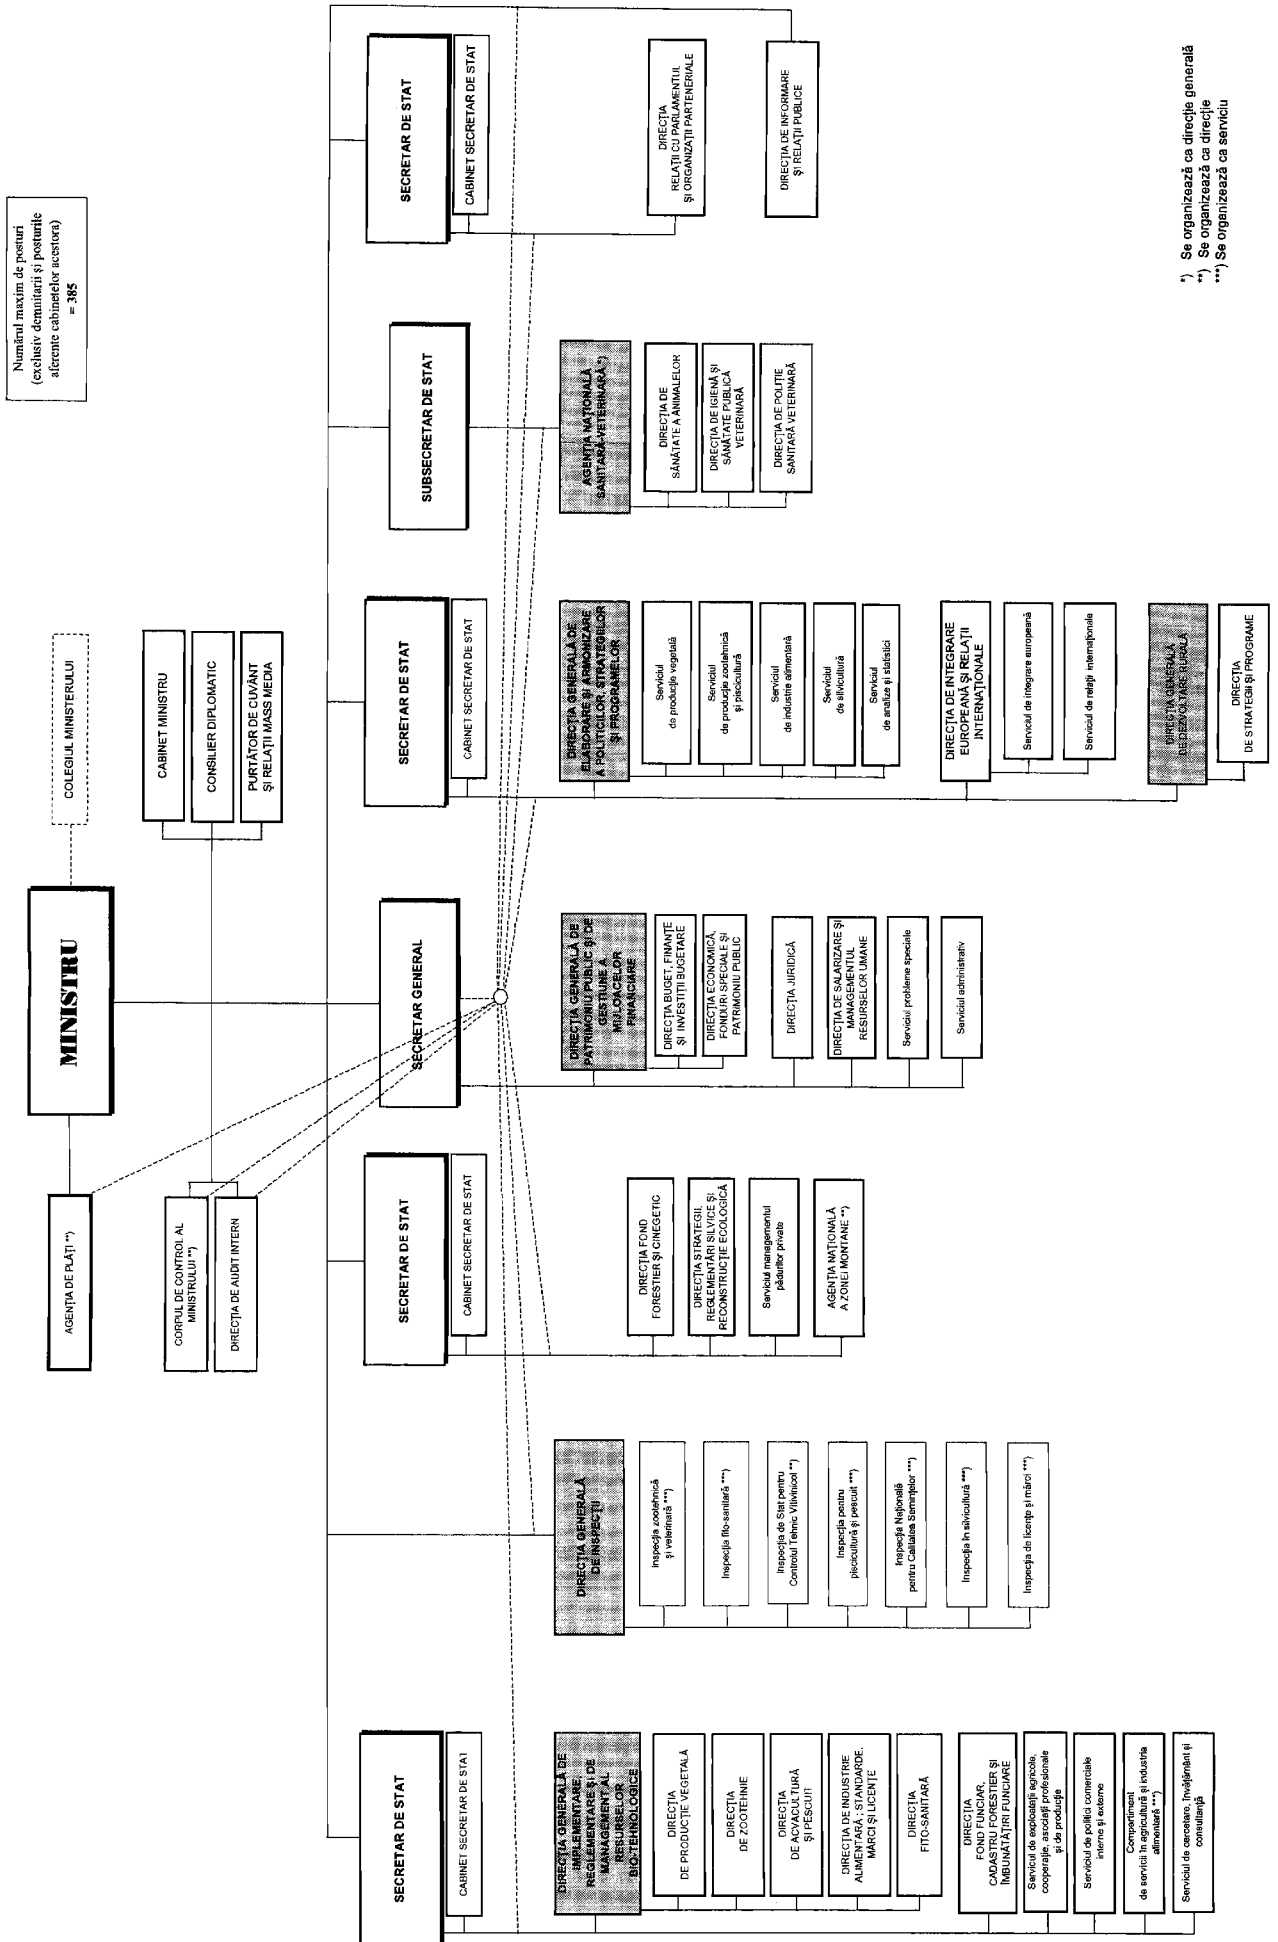 Numărul maxim de posturi
(exclusiv demnitarii și posturile
aferente cabinetelor acestora)
= 385
MINISTRU
COLEGIUL MINISTERULUI
AGENȚIA DE PLĂȚI **)
CORPUL DE CONTROL AL
MINISTRULUI **)
DIRECȚIA DE AUDIT INTERN
CABINET MINISTRU
CONSILIER DIPLOMATIC
PURTĂTOR DE CUVÂNT
ȘI RELAȚII MASS MEDIA
SECRETAR DE STAT
CABINET SECRETAR DE STAT
DIRECȚIA GENERALĂ DE
IMPLEMENTARE,
REGLEMENTARE ȘI DE
MANAGEMENT AL
RESURSELOR
BIO-TEHNOLOGICE
DIRECȚIA
DE PRODUCȚIE VEGETALĂ
DIRECȚIA
DE ZOOTEHNIE
DIRECȚIA
DE ACVACULTURĂ
ȘI PESCUIT
DIRECȚIA DE INDUSTRIE
ALIMENTARĂ ; STANDARDE,
MĂRCI ȘI LICENȚE
DIRECȚIA
FITO-SANITARĂ
DIRECȚIA
FOND FUNCIAR,
CADASTRU FORESTIER ȘI
ÎMBUNĂTĂȚIRI FUNCIARE
Serviciul de exploatații agricole,
cooperație, asociații profesionale
și de producție
Serviciul de politici comerciale
interne și externe
Compartiment
de servicii în agricultură și industria
alimentară ***)
Serviciul de cercetare, învățământ și
consultanță
DIRECȚIA GENERALĂ
DE INSPECȚII
Inspecția zootehnică
și veterinară ***)
Inspecția fito-sanitară ***)
Inspecția de Stat pentru
Controlul Tehnic Vitivinicol **)
Inspecția pentru
piscicultură și pescuit ***)
Inspecția Națională
pentru Calitatea Semințelor ***)
Inspecția în silvicultură ***)
Inspecția de licențe și mărci ***)
SECRETAR DE STAT
CABINET SECRETAR DE STAT
DIRECȚIA FOND
FORESTIER ȘI CINEGETIC
DIRECȚIA STRATEGII,
REGLEMENTĂRI SILVICE ȘI
RECONSTRUCȚIE ECOLOGICĂ
Serviciul managementul
pădurilor private
AGENȚIA NAȚIONALĂ
A ZONEI MONTANE **)
SECRETAR GENERAL
DIRECȚIA GENERALĂ DE
PATRIMONIU PUBLIC ȘI DE
GESTIUNE A
MIJLOACELOR
FINANCIARE
DIRECȚIA BUGET, FINANȚE
ȘI INVESTIȚII BUGETARE
DIRECȚIA ECONOMICĂ,
FONDURI SPECIALE ȘI
PATRIMONIU PUBLIC
DIRECȚIA JURIDICĂ
DIRECȚIA DE SALARIZARE ȘI
MANAGEMENTUL
RESURSELOR UMANE
Serviciul probleme speciale
Serviciul administrativ
SECRETAR DE STAT
CABINET SECRETAR DE STAT
DIRECȚIA GENERALĂ DE
ELABORARE ȘI ARMONIZARE
A POLITICILOR, STRATEGIILOR
ȘI PROGRAMELOR
Serviciul
de producție vegetală
Serviciul
de producție zootehnică
și piscicultură
Serviciul
de industrie alimentară
Serviciul
de silvicultură
Serviciul
de analize și statistici
DIRECȚIA DE INTEGRARE
EUROPEANĂ ȘI RELAȚII
INTERNAȚIONALE
Serviciul de integrare europeană
Serviciul de relații internaționale
DIRECȚIA GENERALĂ
DE DEZVOLTARE RURALĂ
DIRECȚIA
DE STRATEGII ȘI PROGRAME
SUBSECRETAR DE STAT
AGENȚIA NAȚIONALĂ
SANITARĂ-VETERINARĂ *)
DIRECȚIA DE
SĂNĂTATE A ANIMALELOR
DIRECȚIA DE IGIENĂ ȘI
SĂNĂTATE PUBLICĂ
VETERINARĂ
DIRECȚIA DE POLIȚIE
SANITARĂ VETERINARĂ
SECRETAR DE STAT
CABINET SECRETAR DE STAT
DIRECȚIA
RELAȚII CU PARLAMENTUL
ȘI ORGANIZAȚII PARTENERIALE
DIRECȚIA DE INFORMARE
ȘI RELAȚII PUBLICE
*) Se organizează ca direcție generală
**) Se organizează ca direcție
***) Se organizează ca serviciu